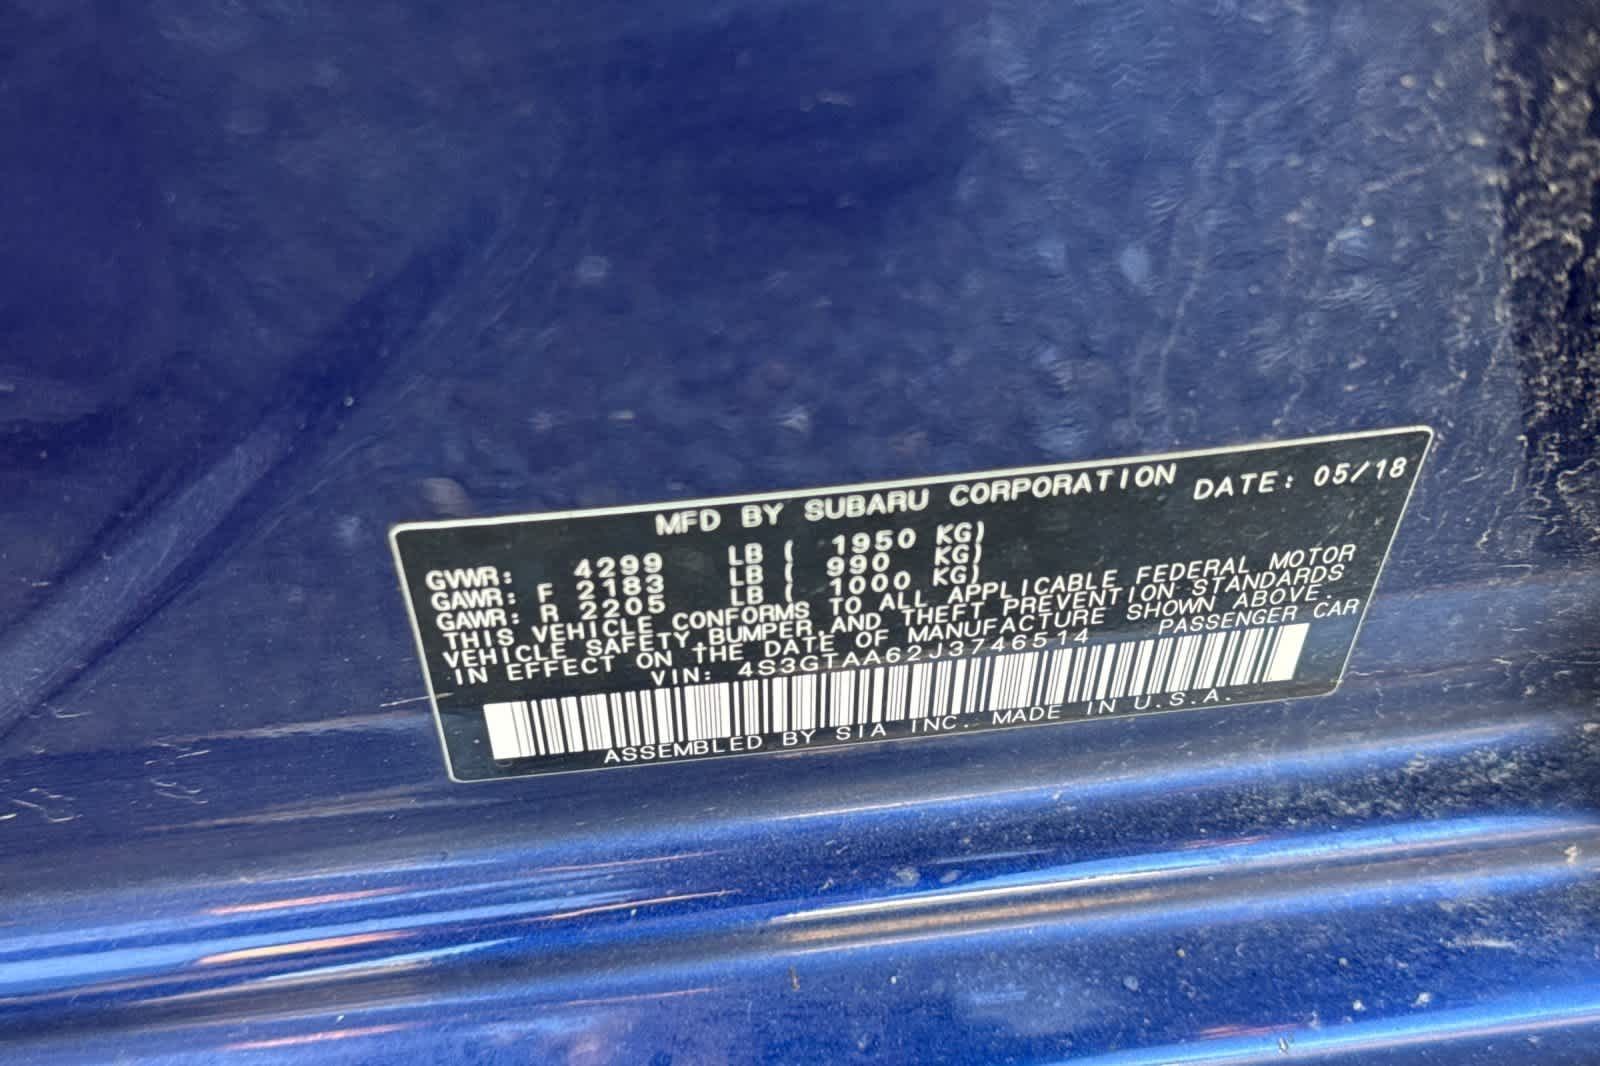 MFD BY SUBARU CORPORATION DATE: 05/18
GVWR: 4299 LB ( 1950 KG)
GAWR: F 2183 LB ( 990 KG)
GAWR: R 2205 LB ( 1000 KG)
THIS VEHICLE CONFORMS TO ALL APPLICABLE FEDERAL MOTOR
VEHICLE SAFETY, BUMPER AND THEFT PREVENTION STANDARDS
IN EFFECT ON THE DATE OF MANUFACTURE SHOWN ABOVE.
VIN: 4S3GTAA62J3746514 PASSENGER CAR
ASSEMBLED BY SIA INC. MADE IN U.S.A.